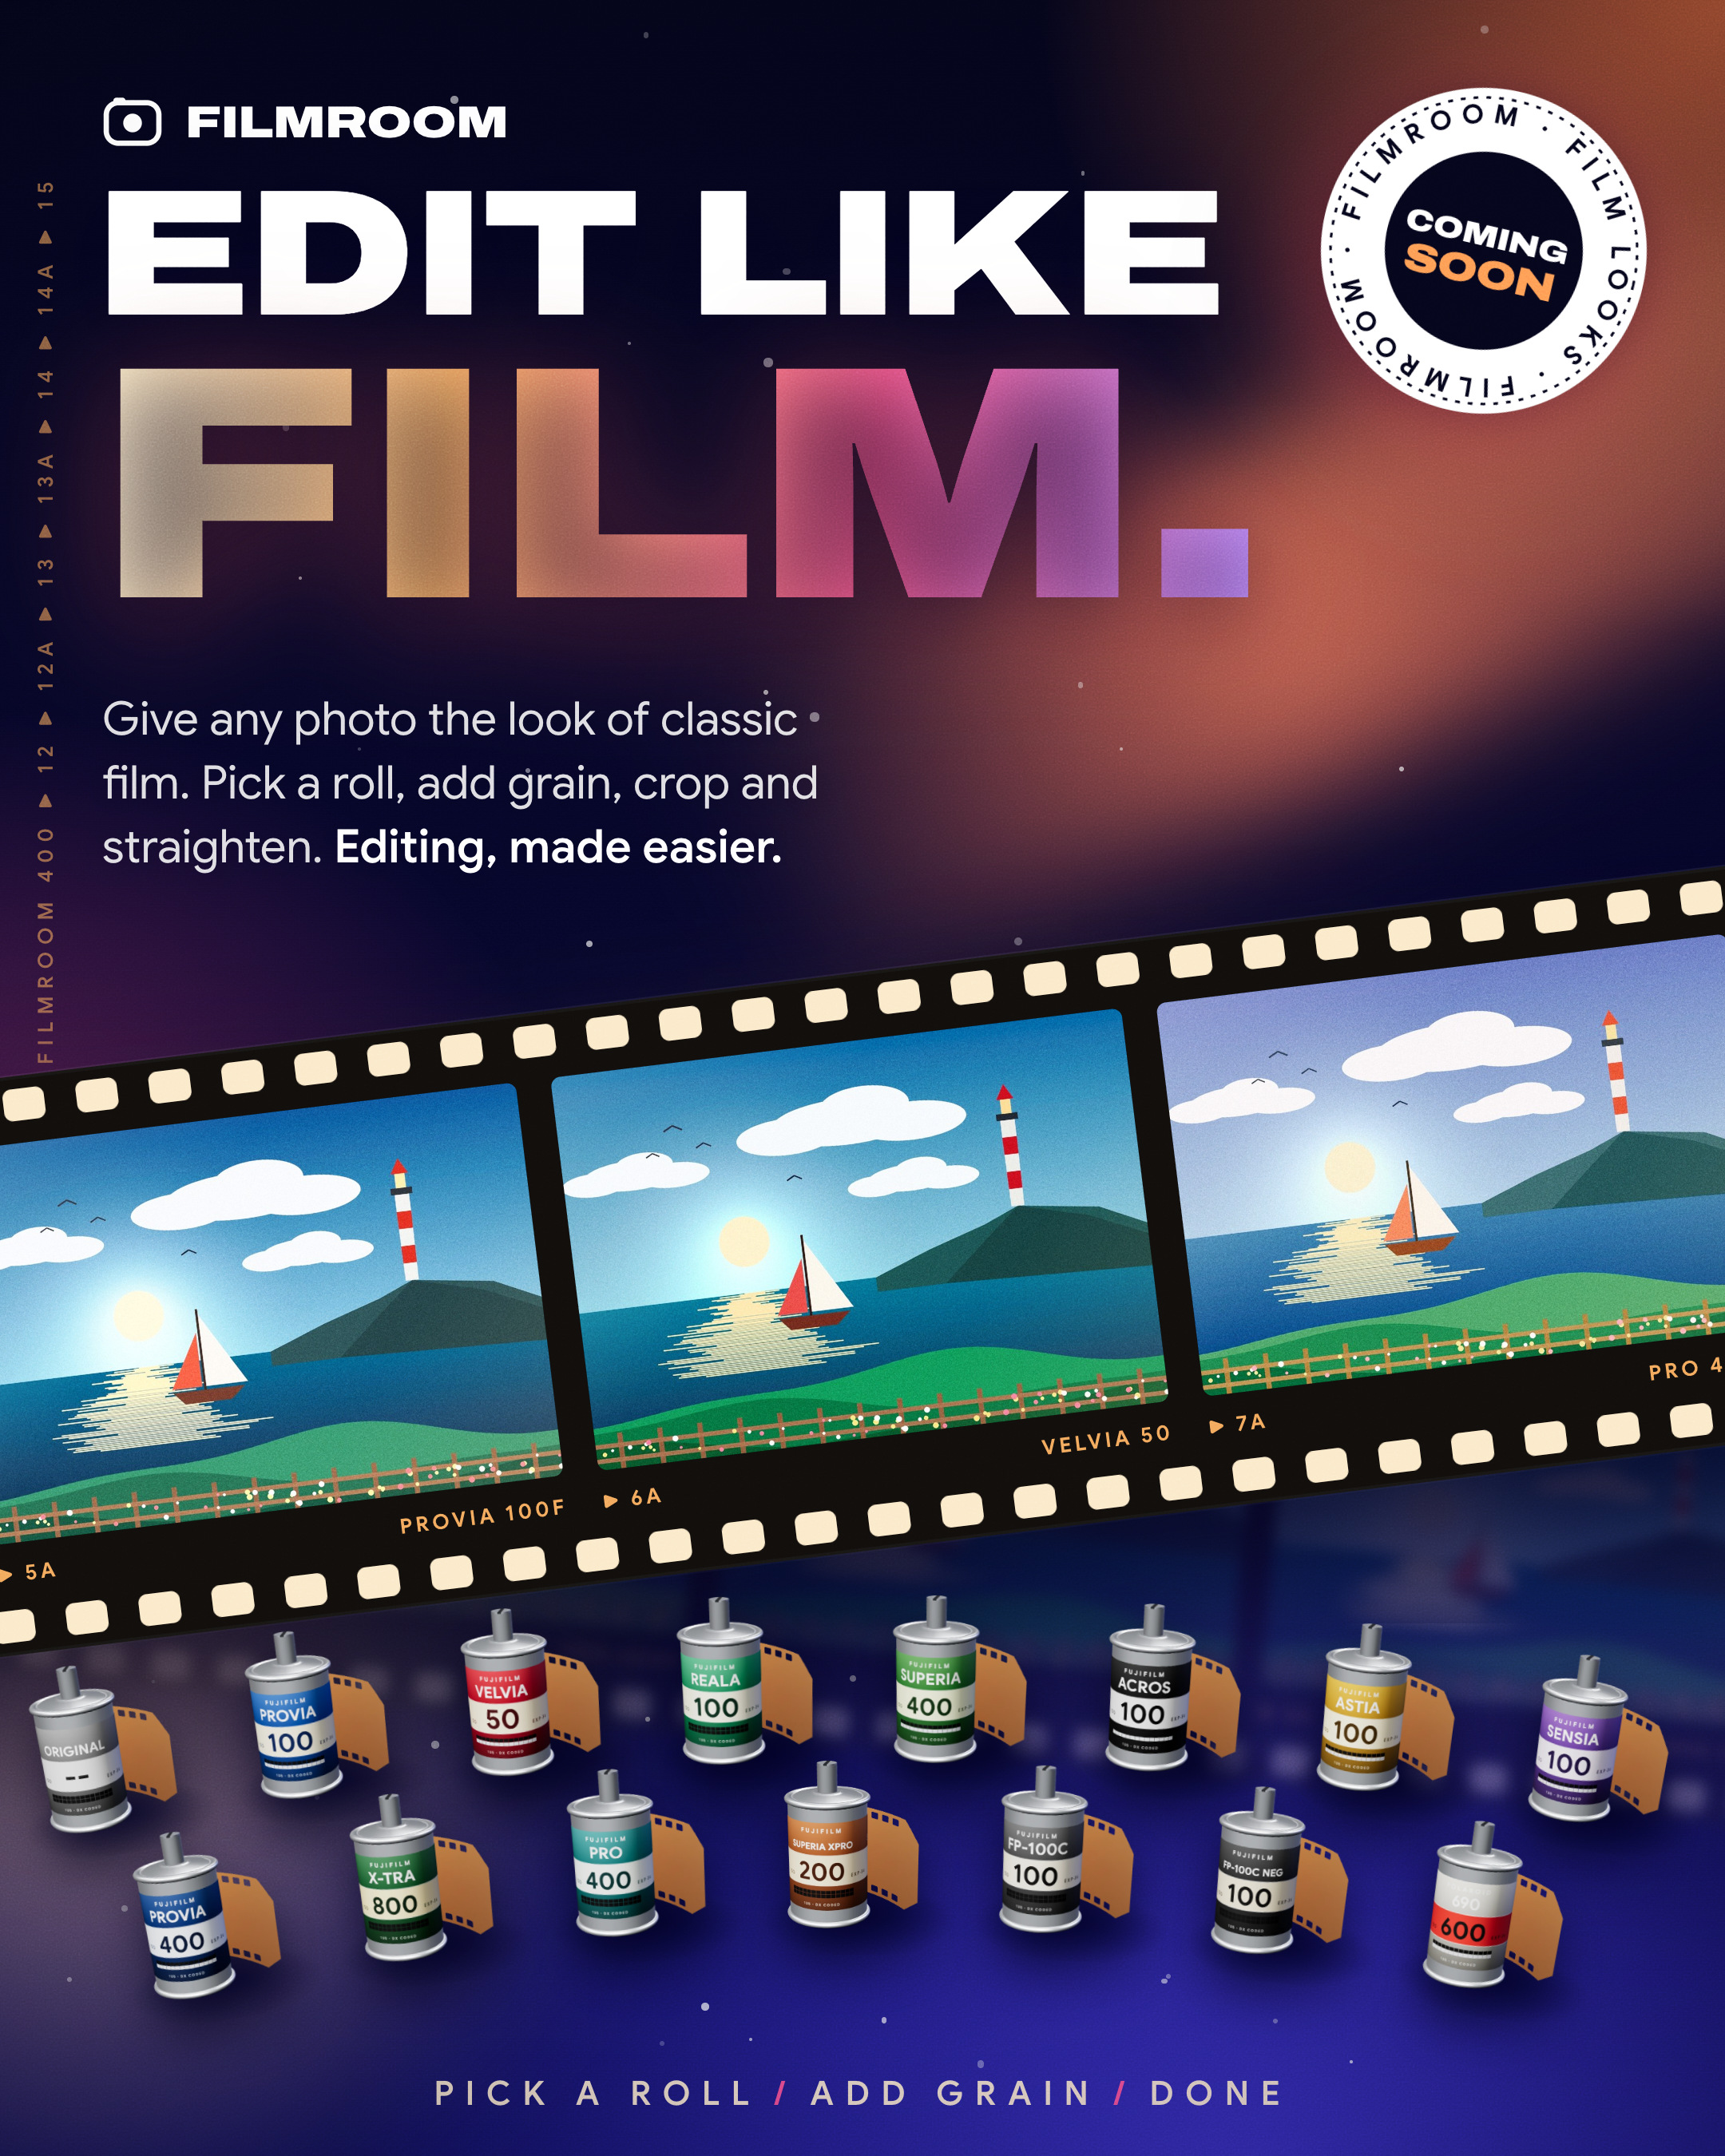 FILMROOM
EDIT LIKE
FILM.
FILMROOM · FILM LOOKS · FILMROOM ·
COMING
SOON
Give any photo the look of classic
film. Pick a roll, add grain, crop and
straighten. Editing, made easier.
FILMROOM 400 ▶ 12 ▶ 12A ▶ 13 ▶ 13A ▶ 14 ▶ 14A ▶ 15
▶ 5A
PROVIA 100F ▶ 6A
VELVIA 50 ▶ 7A
PRO 4
ORIGINAL
--
FUJIFILM
PROVIA
100
FUJIFILM
VELVIA
50
FUJIFILM
REALA
100
FUJIFILM
SUPERIA
400
FUJIFILM
ACROS
100
FUJIFILM
ASTIA
100
FUJIFILM
SENSIA
100
FUJIFILM
PROVIA
400
FUJIFILM
X-TRA
800
FUJIFILM
PRO
400
FUJIFILM
SUPERIA XPRO
200
FUJIFILM
FP-100C
100
FUJIFILM
FP-100C NEG
100
690
600
PICK A ROLL / ADD GRAIN / DONE